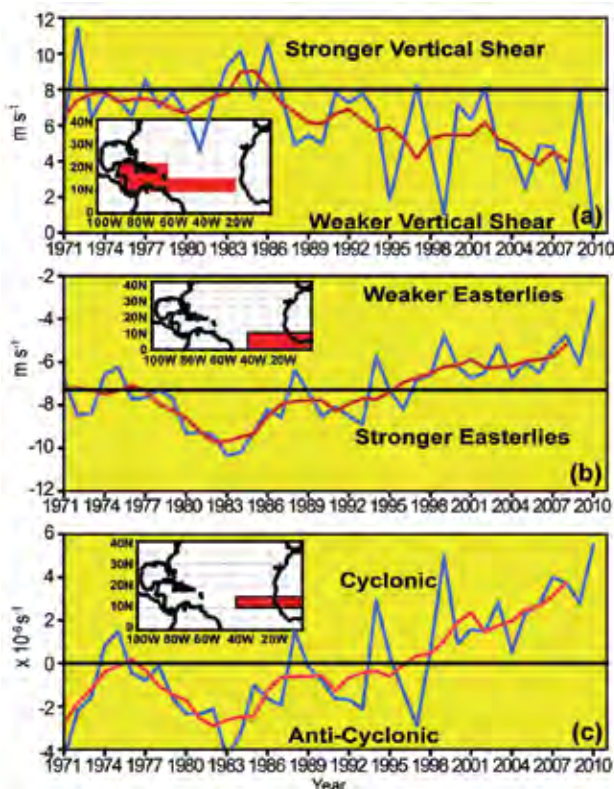 12
10
Stronger Vertical Shear
8
m s⁻¹
6
4
2
0
40N
30N
20N
10N
0
100W 80W 60W 40W 20W
Weaker Vertical Shear
(a)
1971 1974 1977 1980 1983 1986 1989 1992 1995 1998 2001 2004 2007 2010
-2
-4
m s⁻¹
-6
-8
-10
-12
40N
30N
20N
10N
0
100W 80W 60W 40W 20W
Weaker Easterlies
Stronger Easterlies
(b)
1971 1974 1977 1980 1983 1986 1989 1992 1995 1998 2001 2004 2007 2010
6
4
x 10⁻⁶ s⁻¹
2
0
-2
-4
40N
30N
20N
10N
0
100W 80W 60W 40W 20W
Cyclonic
Anti-Cyclonic
(c)
1971 1974 1977 1980 1983 1986 1989 1992 1995 1998 2001 2004 2007 2010
Year